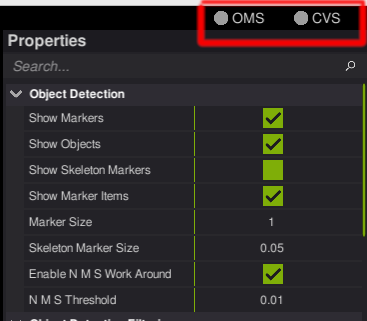 OMS CVS
Properties
Search...
Object Detection
Show Markers
Show Objects
Show Skeleton Markers
Show Marker Items
Marker Size 1
Skeleton Marker Size 0.05
Enable N M S Work Around
N M S Threshold 0.01